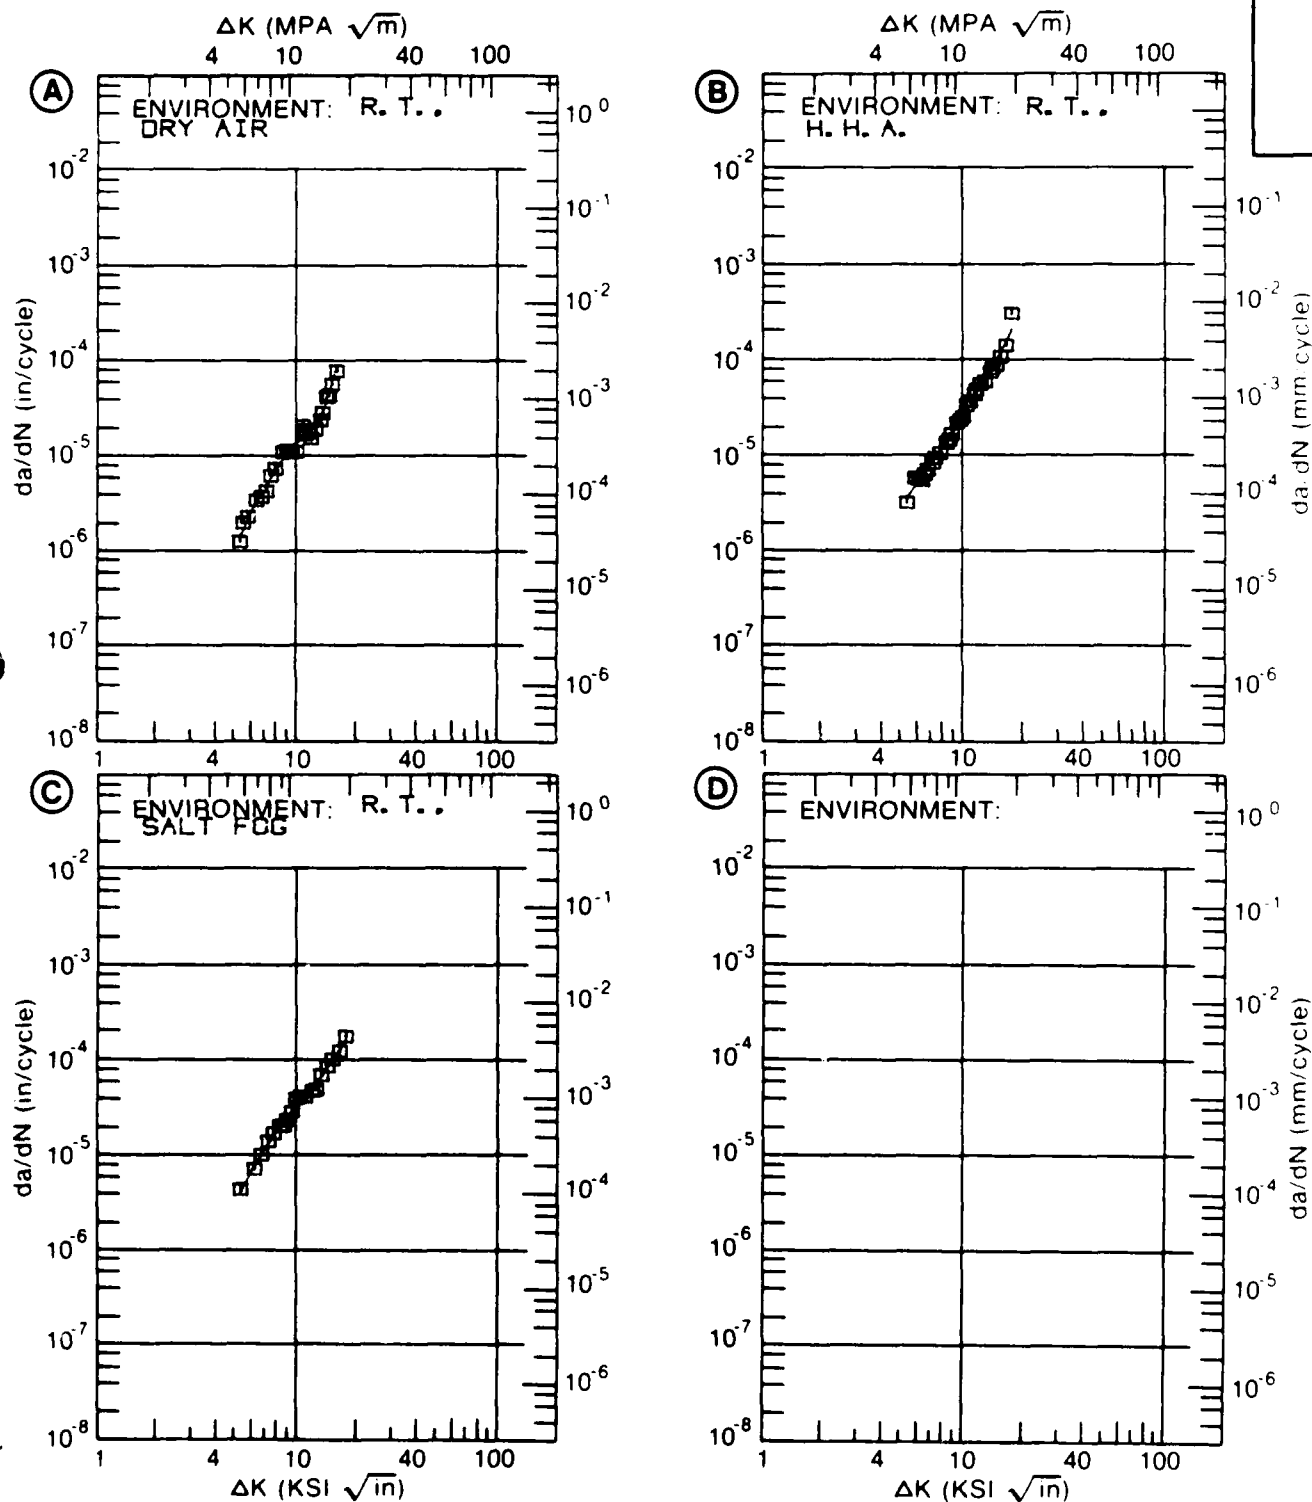 ΔK (MPA √m)
4 10 40 100
A
ENVIRONMENT: R. T. .
DRY AIR
10^0
10^-2
10^-1
10^-3
10^-2
10^-4
10^-3
10^-5
10^-4
10^-6
10^-5
10^-7
10^-6
10^-8
1 4 10 40 100
da/dN (in/cycle)
ΔK (MPA √m)
4 10 40 100
B
ENVIRONMENT: R. T. .
H. H. A.
10^-2
10^-1
10^-3
10^-2
10^-4
10^-3
10^-5
10^-4
10^-6
10^-5
10^-7
10^-6
10^-8
1 4 10 40 100
da/dN (mm/cycle)
C
ENVIRONMENT: R. T. .
SALT FOG
10^0
10^-2
10^-1
10^-3
10^-2
10^-4
10^-3
10^-5
10^-4
10^-6
10^-5
10^-7
10^-6
10^-8
1 4 10 40 100
da/dN (in/cycle)
ΔK (KSI √in)
D
ENVIRONMENT:
10^0
10^-2
10^-1
10^-3
10^-2
10^-4
10^-3
10^-5
10^-4
10^-6
10^-5
10^-7
10^-6
10^-8
1 4 10 40 100
da/dN (mm/cycle)
ΔK (KSI √in)